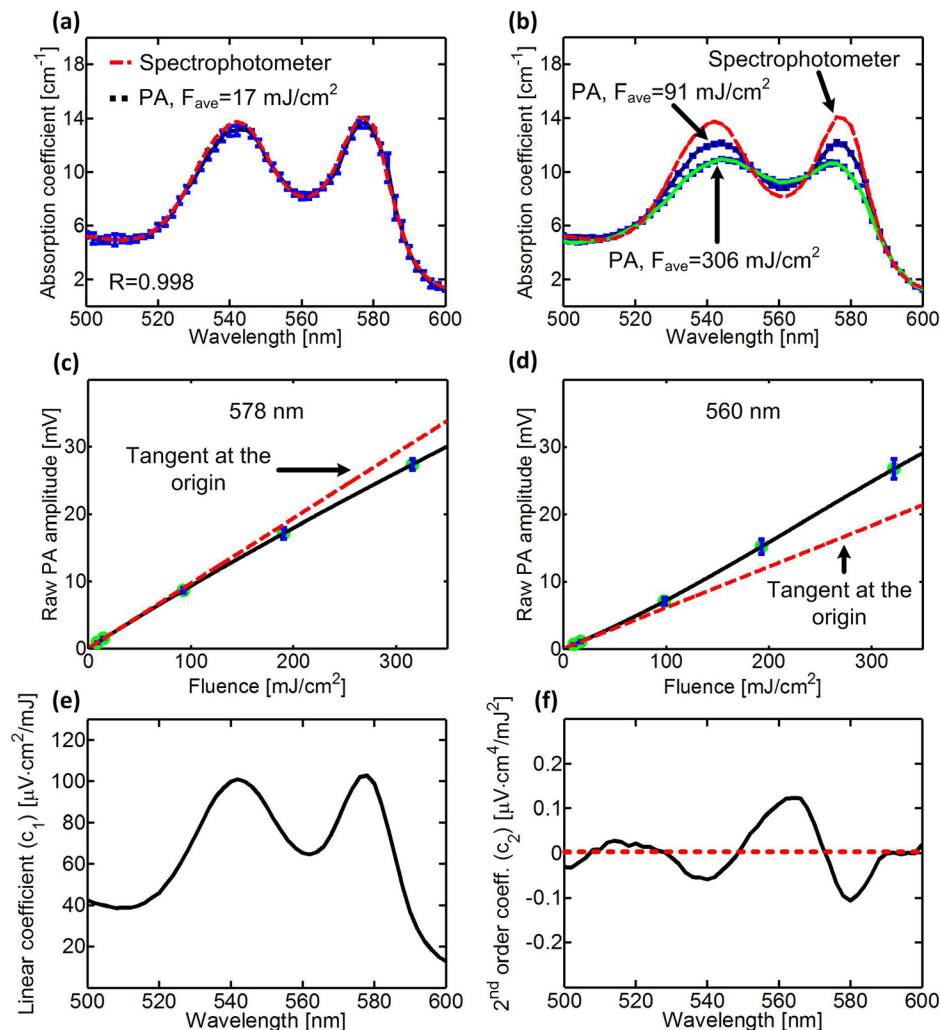 (a)
Absorption coefficient [cm⁻¹]
18
14
10
6
2
Spectrophotometer
PA, Fave=17 mJ/cm²
R=0.998
500 520 540 560 580 600
Wavelength [nm]
(b)
Absorption coefficient [cm⁻¹]
18
14
10
6
2
Spectrophotometer
PA, Fave=91 mJ/cm²
PA, Fave=306 mJ/cm²
500 520 540 560 580 600
Wavelength [nm]
(c)
Raw PA amplitude [mV]
30
20
10
0
578 nm
Tangent at the
origin
0 100 200 300
Fluence [mJ/cm²]
(d)
Raw PA amplitude [mV]
30
20
10
0
560 nm
Tangent at the
origin
0 100 200 300
Fluence [mJ/cm²]
(e)
Linear coefficient (c₁) [µV·cm²/mJ]
120
100
80
60
40
20
500 520 540 560 580 600
Wavelength [nm]
(f)
2nd order coeff. (c₂) [µV·cm⁴/mJ²]
0.2
0.1
0
-0.1
-0.2
500 520 540 560 580 600
Wavelength [nm]